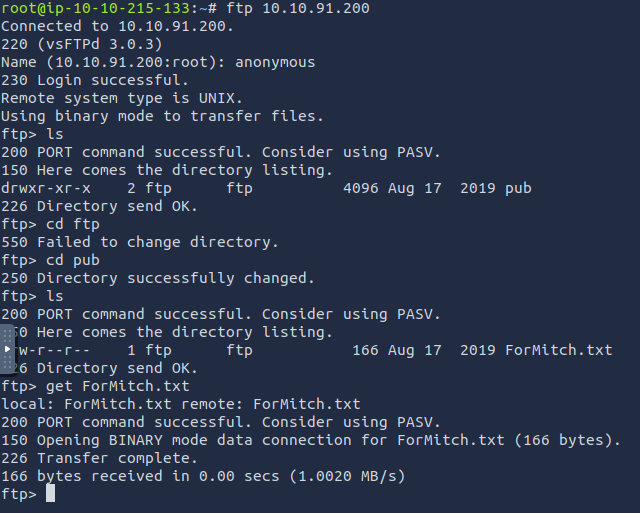 root@ip-10-10-215-133:~# ftp 10.10.91.200
Connected to 10.10.91.200.
220 (vsFTPd 3.0.3)
Name (10.10.91.200:root): anonymous
230 Login successful.
Remote system type is UNIX.
Using binary mode to transfer files.
ftp> ls
200 PORT command successful. Consider using PASV.
150 Here comes the directory listing.
drwxr-xr-x    2 ftp      ftp          4096 Aug 17  2019 pub
226 Directory send OK.
ftp> cd ftp
550 Failed to change directory.
ftp> cd pub
250 Directory successfully changed.
ftp> ls
200 PORT command successful. Consider using PASV.
50 Here comes the directory listing.
rw-r--r--    1 ftp      ftp           166 Aug 17  2019 ForMitch.txt
26 Directory send OK.
ftp> get ForMitch.txt
local: ForMitch.txt remote: ForMitch.txt
200 PORT command successful. Consider using PASV.
150 Opening BINARY mode data connection for ForMitch.txt (166 bytes).
226 Transfer complete.
166 bytes received in 0.00 secs (1.0020 MB/s)
ftp>